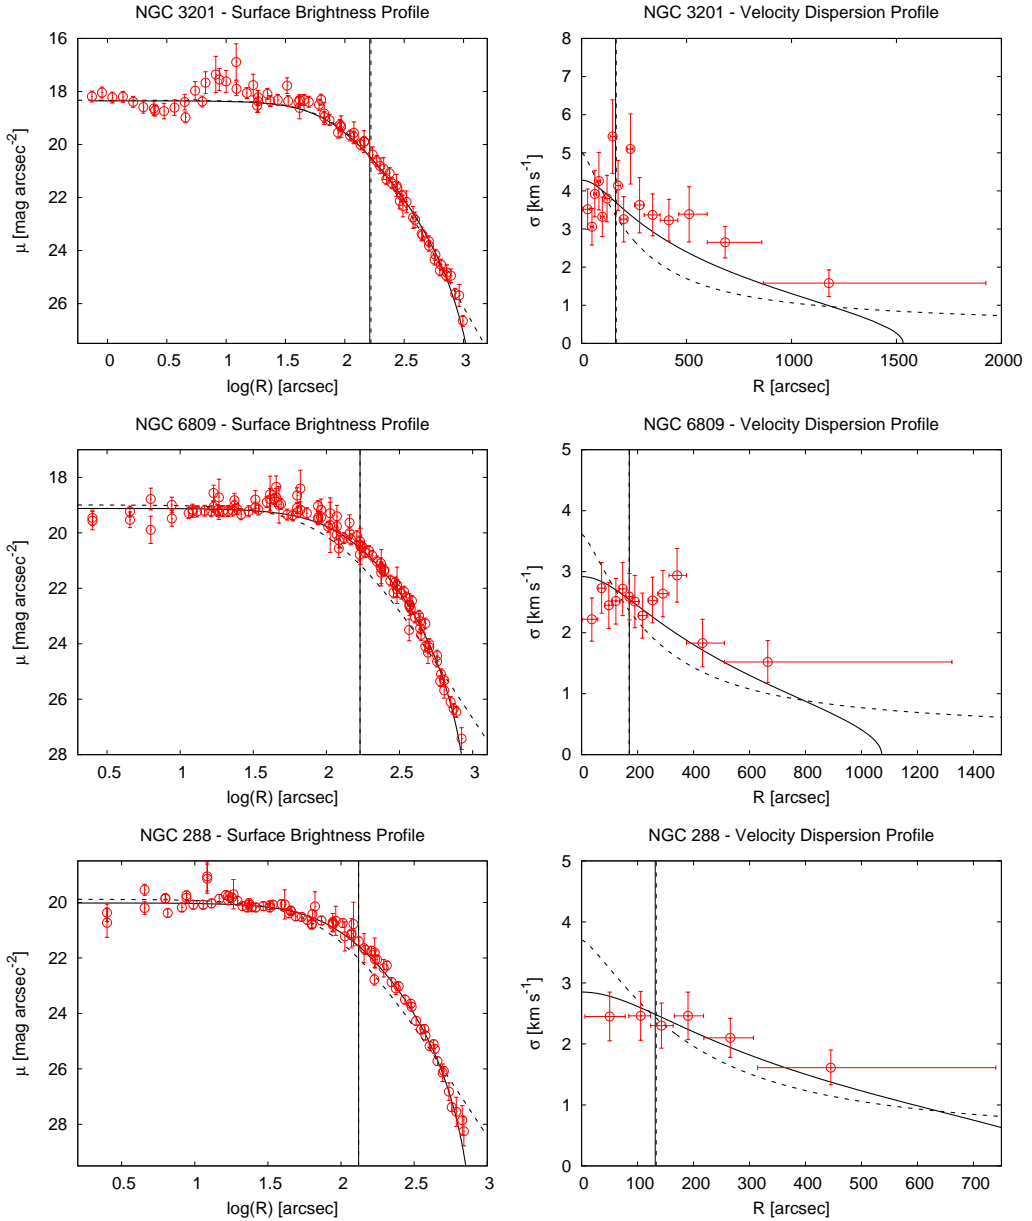 NGC 3201 - Surface Brightness Profile
μ [mag arcsec-2]
16
18
20
22
24
26
0 0.5 1 1.5 2 2.5 3
log(R) [arcsec]
NGC 3201 - Velocity Dispersion Profile
σ [km s-1]
8
7
6
5
4
3
2
1
0
0 500 1000 1500 2000
R [arcsec]
NGC 6809 - Surface Brightness Profile
μ [mag arcsec-2]
18
20
22
24
26
28
0.5 1 1.5 2 2.5 3
log(R) [arcsec]
NGC 6809 - Velocity Dispersion Profile
σ [km s-1]
5
4
3
2
1
0
0 200 400 600 800 1000 1200 1400
R [arcsec]
NGC 288 - Surface Brightness Profile
μ [mag arcsec-2]
20
22
24
26
28
0.5 1 1.5 2 2.5 3
log(R) [arcsec]
NGC 288 - Velocity Dispersion Profile
σ [km s-1]
5
4
3
2
1
0
0 100 200 300 400 500 600 700
R [arcsec]